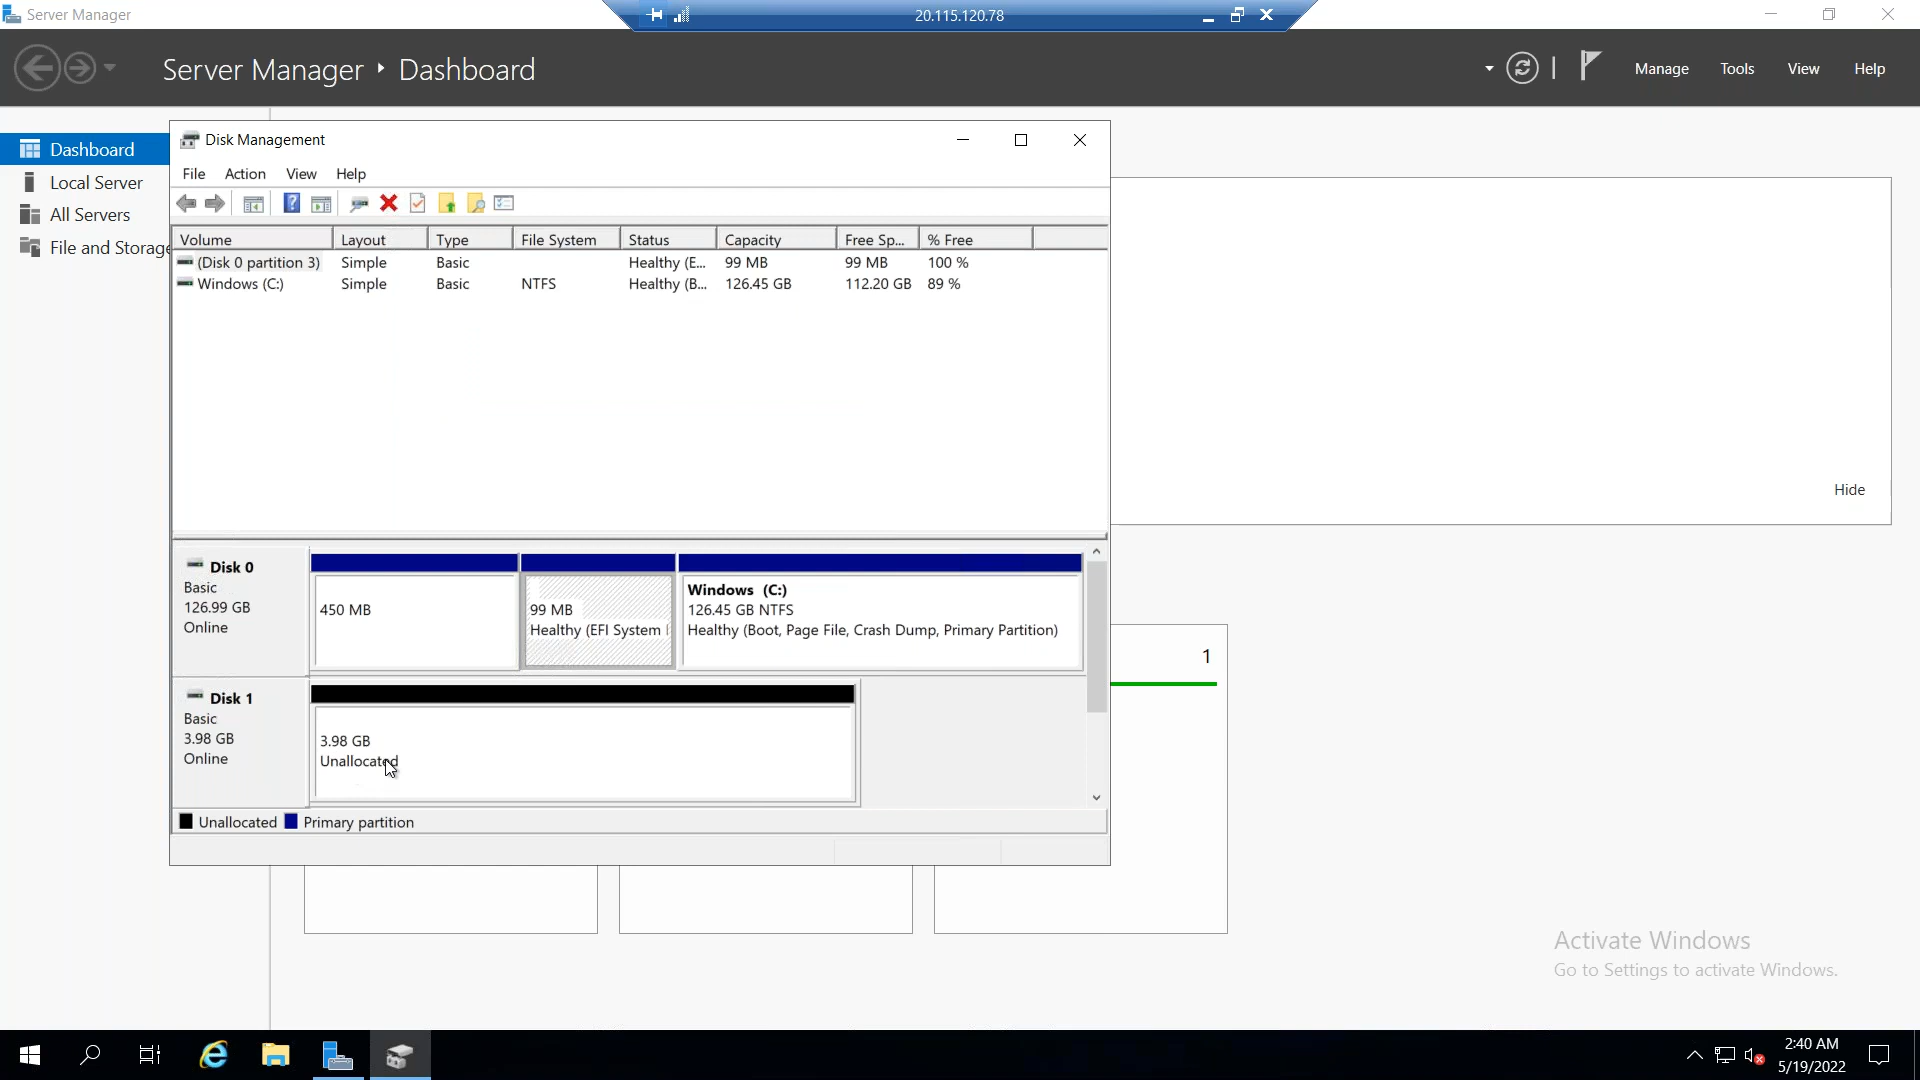 Server Manager
20.115.120.78
Server Manager Dashboard
Manage Tools View Help
Dashboard
Local Server
All Servers
File and Storage
Disk Management
File Action View Help
Volume Layout Type File System Status Capacity Free Sp... % Free
(Disk 0 partition 3) Simple Basic Healthy (E... 99 MB 99 MB 100 %
Windows (C:) Simple Basic NTFS Healthy (B... 126.45 GB 112.20 GB 89 %
Hide
Disk 0
Basic
126.99 GB
Online
450 MB
99 MB
Healthy (EFI System
Windows (C:)
126.45 GB NTFS
Healthy (Boot, Page File, Crash Dump, Primary Partition)
1
Disk 1
Basic
3.98 GB
Online
3.98 GB
Unallocated
Unallocated Primary partition
Activate Windows
Go to Settings to activate Windows.
2:40 AM
5/19/2022